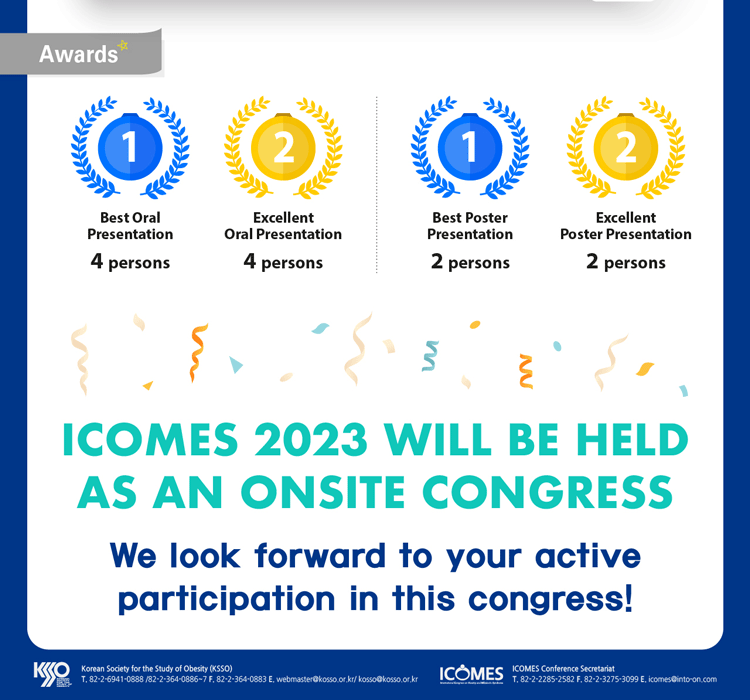 Awards
1
2
1
2
Best Oral
Presentation
4 persons
Excellent
Oral Presentation
4 persons
Best Poster
Presentation
2 persons
Excellent
Poster Presentation
2 persons
ICOMES 2023 WILL BE HELD
AS AN ONSITE CONGRESS
We look forward to your active
participation in this congress!
KSSO
Korean Society for the Study of Obesity (KSSO)
T. 82-2-6941-0888 /82-2-364-0886~7 F. 82-2-364-0883 E. webmaster@kosso.or.kr/ kosso@kosso.or.kr
ICOMES
ICOMES Conference Secretariat
T. 82-2-2285-2582 F. 82-2-3275-3099 E. icomes@into-on.com